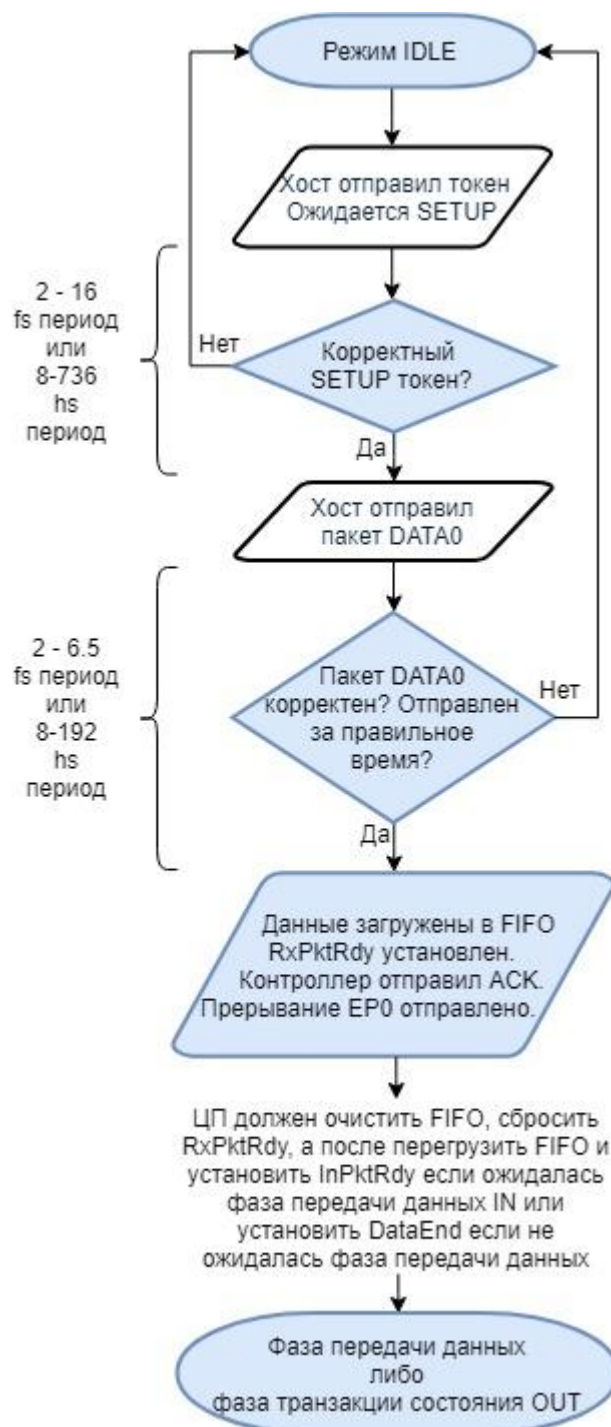 Режим IDLE
Хост отправил токен
Ожидается SETUP
2 - 16
fs период
или
8-736
hs
период
Нет
Корректный
SETUP токен?
Да
Хост отправил
пакет DATA0
2 - 6.5
fs период
или
8-192
hs
период
Пакет DATA0
корректен? Отправлен
за правильное
время?
Нет
Да
Данные загружены в FIFO
RxPktRdy установлен.
Контроллер отправил ACK.
Прерывание EP0 отправлено.
ЦП должен очистить FIFO, сбросить
RxPktRdy, а после перегрузить FIFO и
установить InPktRdy если ожидалась
фаза передачи данных IN или
установить DataEnd если не
ожидалась фаза передачи данных
Фаза передачи данных
либо
фаза транзакции состояния OUT